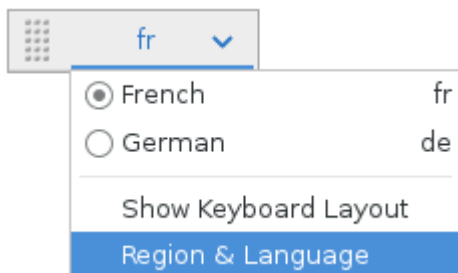 fr
French fr
German de
Show Keyboard Layout
Region & Language